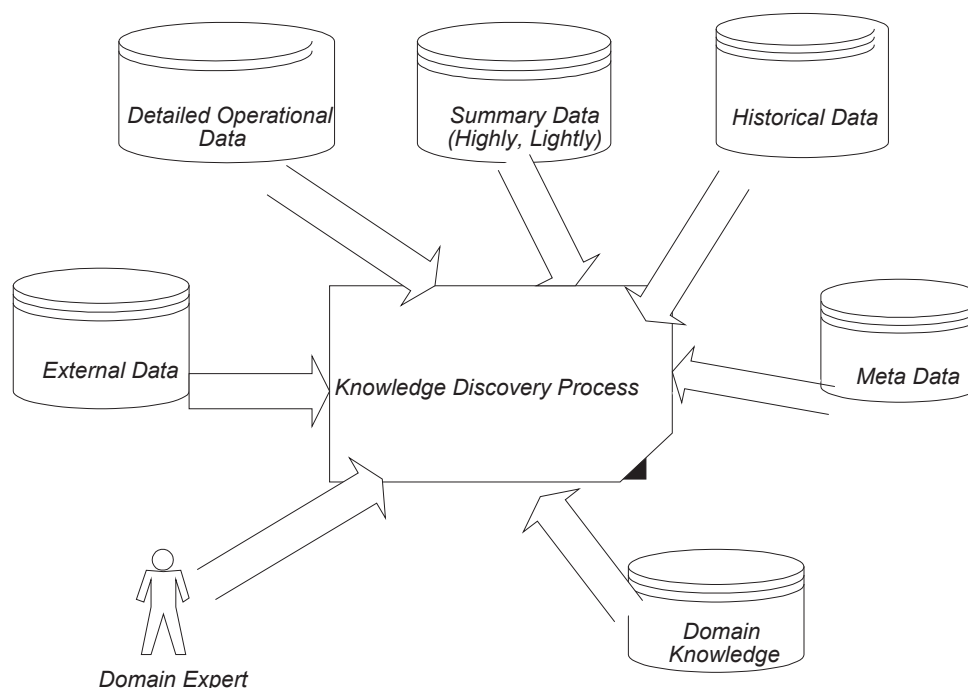 Detailed Operational
Data
Summary Data
(Highly, Lightly)
Historical Data
External Data
Knowledge Discovery Process
Meta Data
Domain Expert
Domain
Knowledge